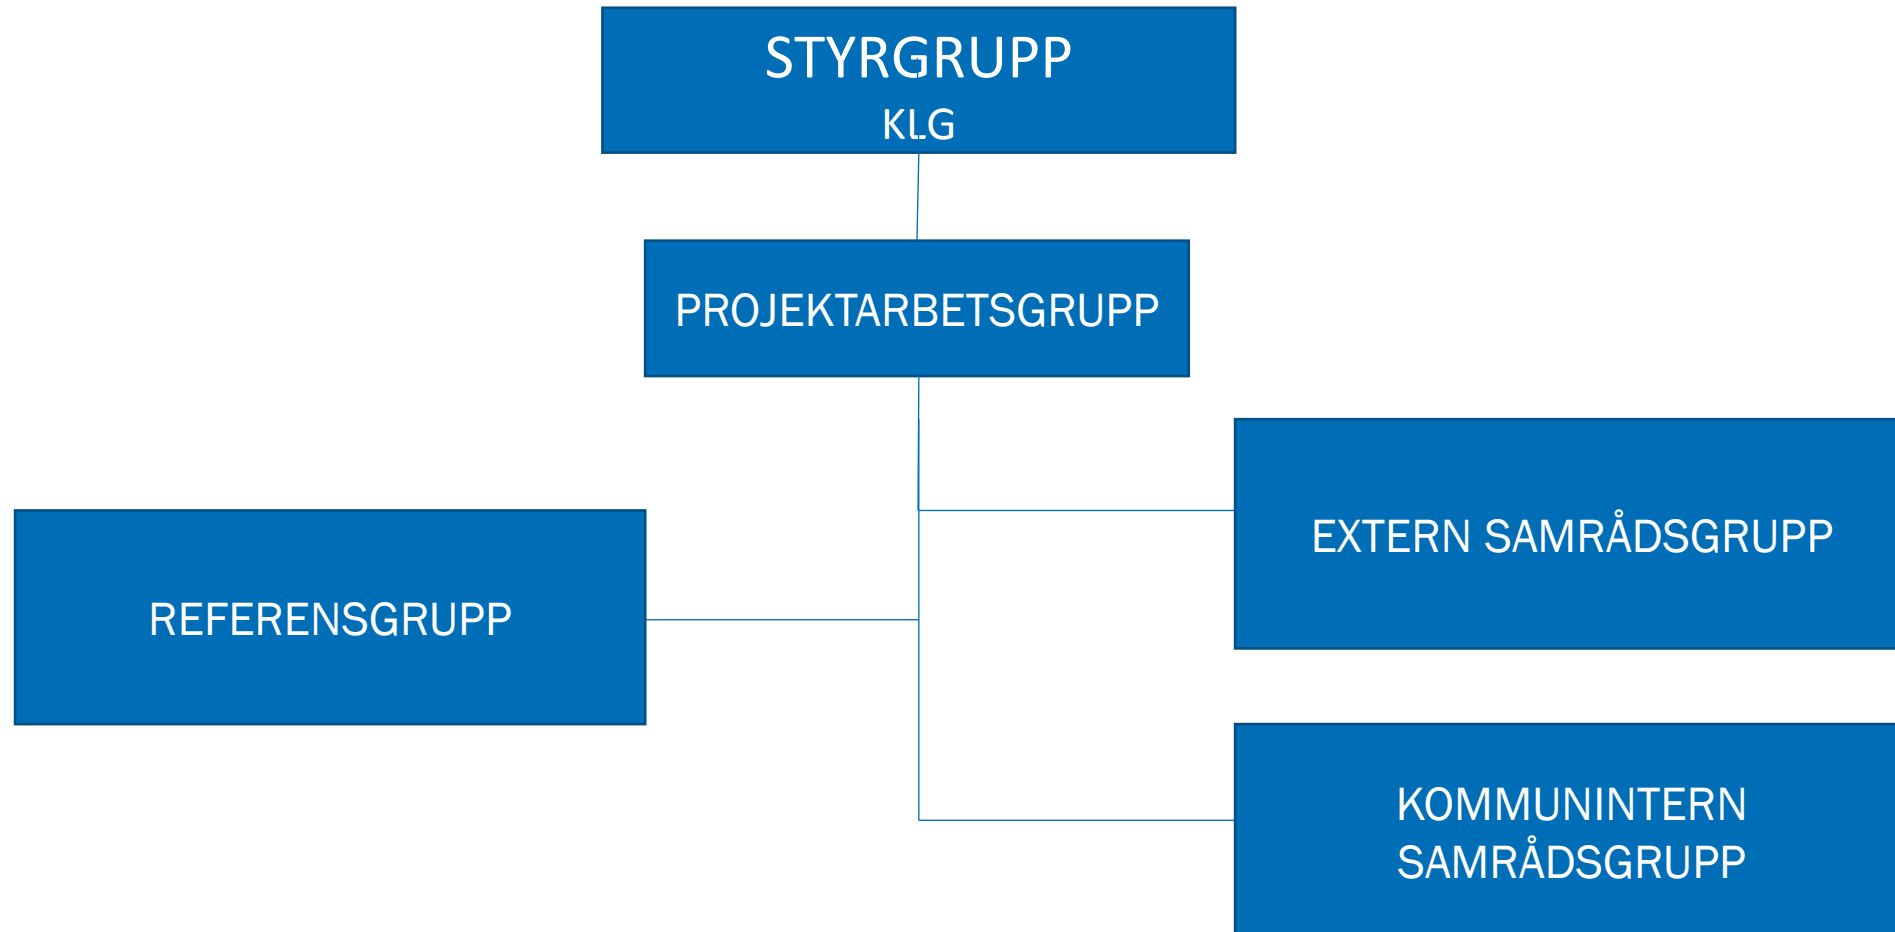 STYRGRUPP
KLG
PROJEKTARBETSGRUPP
EXTERN SAMRÅDSGRUPP
REFERENSGRUPP
KOMMUNINTERN
SAMRÅDSGRUPP